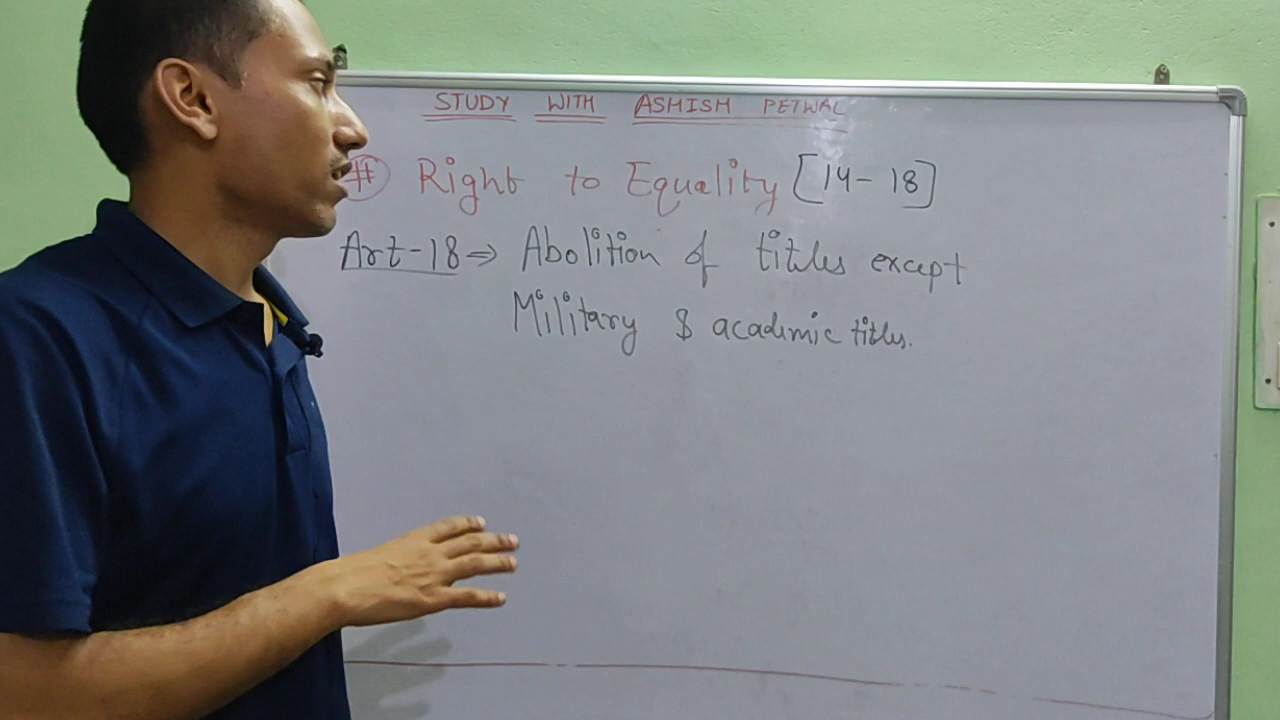 STUDY WITH ASHISH PETWAL
# Right to Equality [14-18]
Art-18 ⇒ Abolition of titles except
Military & academic titles.